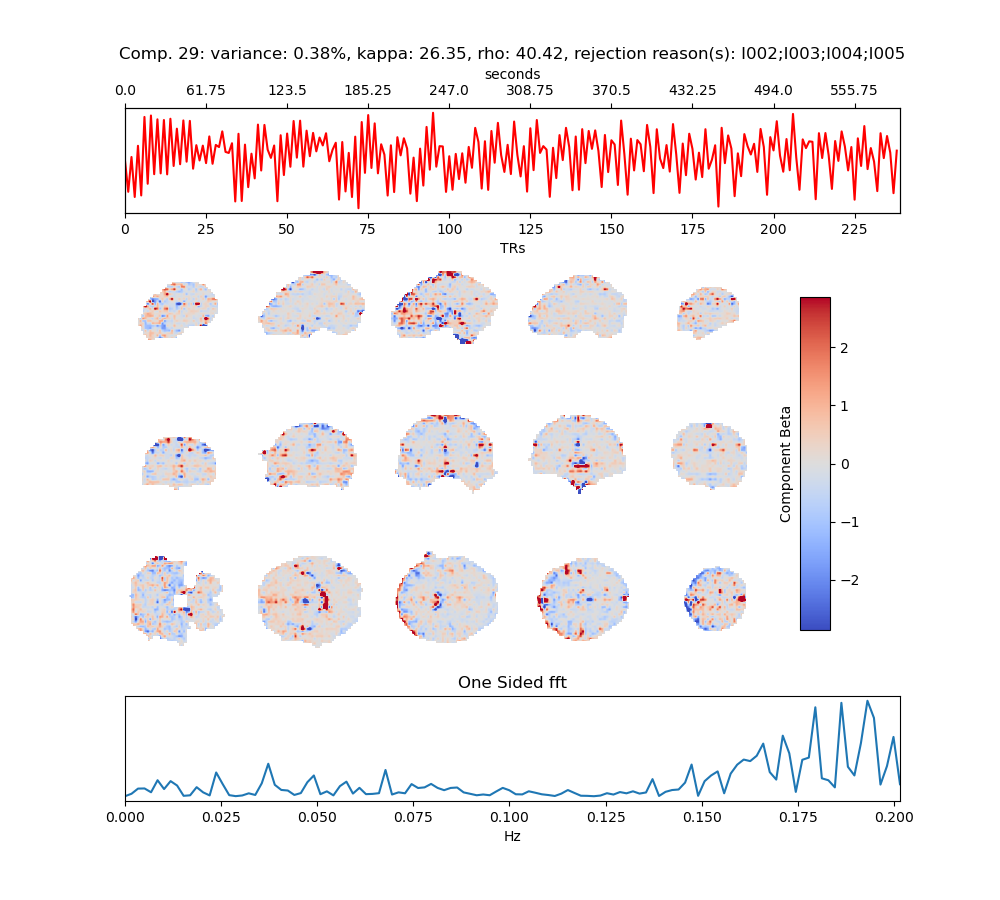 Comp. 29: variance: 0.38%, kappa: 26.35, rho: 40.42, rejection reason(s): I002;I003;I004;I005
seconds
0.0 61.75 123.5 185.25 247.0 308.75 370.5 432.25 494.0 555.75
0 25 50 75 100 125 150 175 200 225
TRs
2
1
0
−1
−2
Component Beta
One Sided fft
0.000 0.025 0.050 0.075 0.100 0.125 0.150 0.175 0.200
Hz